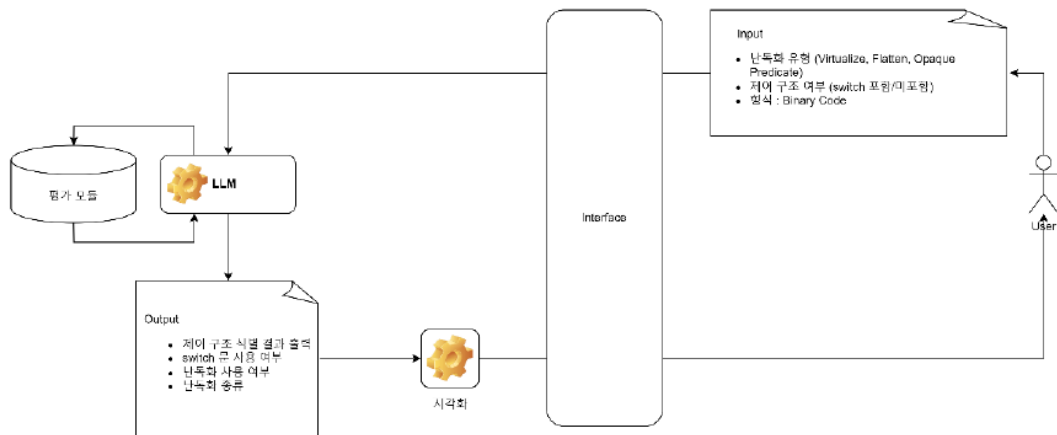 Input
난독화 유형 (Virtualize, Flatten, Opaque
Predicate)
제어 구조 여부 (switch 포함/미포함)
형식 : Binary Code
LLM
평가 모듈
Interface
User
Output
제어 구조 식별 결과 출력
switch 문 사용 여부
난독화 사용 여부
난독화 종류
시각화